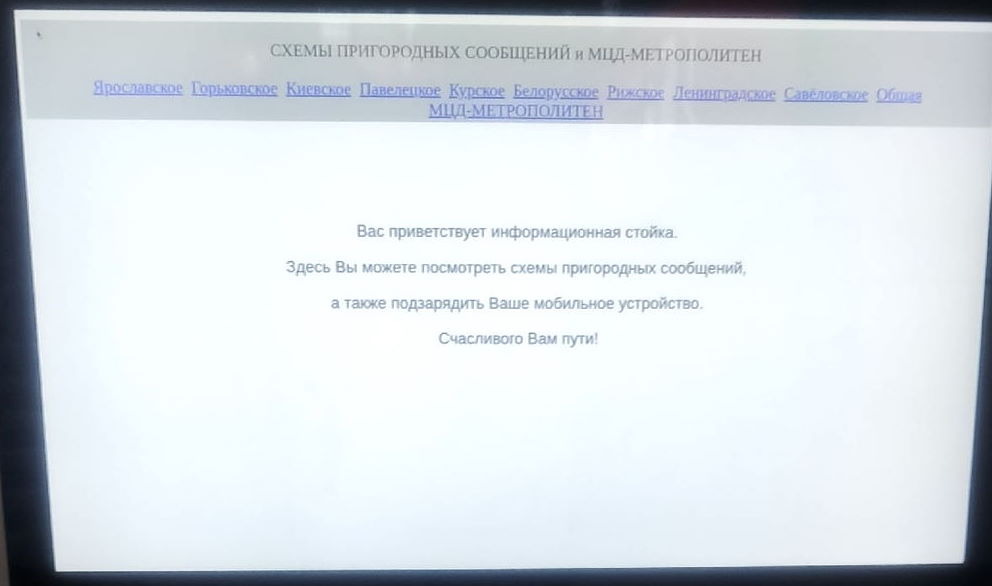 СХЕМЫ ПРИГОРОДНЫХ СООБЩЕНИЙ и МЦД-МЕТРОПОЛИТЕН
Ярославское Горьковское Киевское Павелецкое Курское Белорусское Рижское Ленинградское Савёловское Общая
МЦД-МЕТРОПОЛИТЕН
Вас приветствует информационная стойка.
Здесь Вы можете посмотреть схемы пригородных сообщений,
а также подзарядить Ваше мобильное устройство.
Счасливого Вам пути!